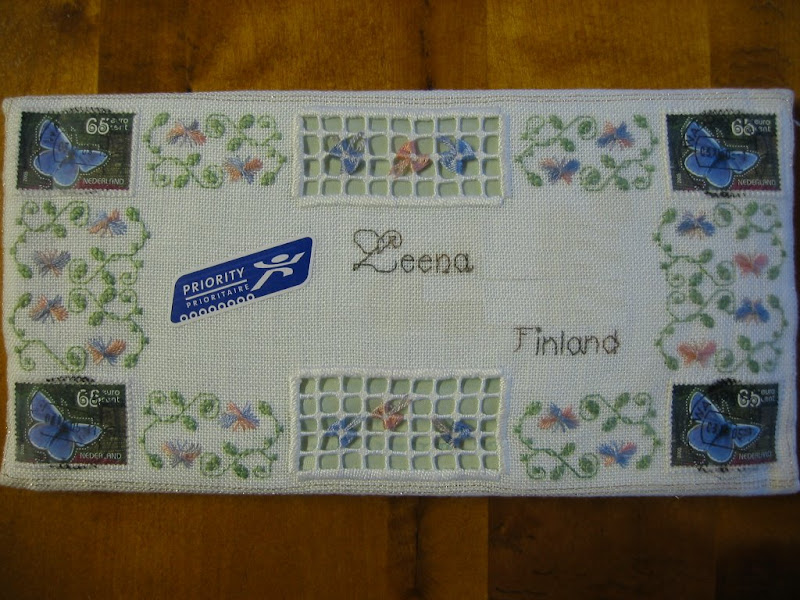 65 euro
cent
NEDERLAND
65 euro
cent
NEDERLAND
PRIORITY
PRIORITAIRE
Leena
Finland
65 euro
cent
NEDERLAND
65 euro
cent
NEDERLAND